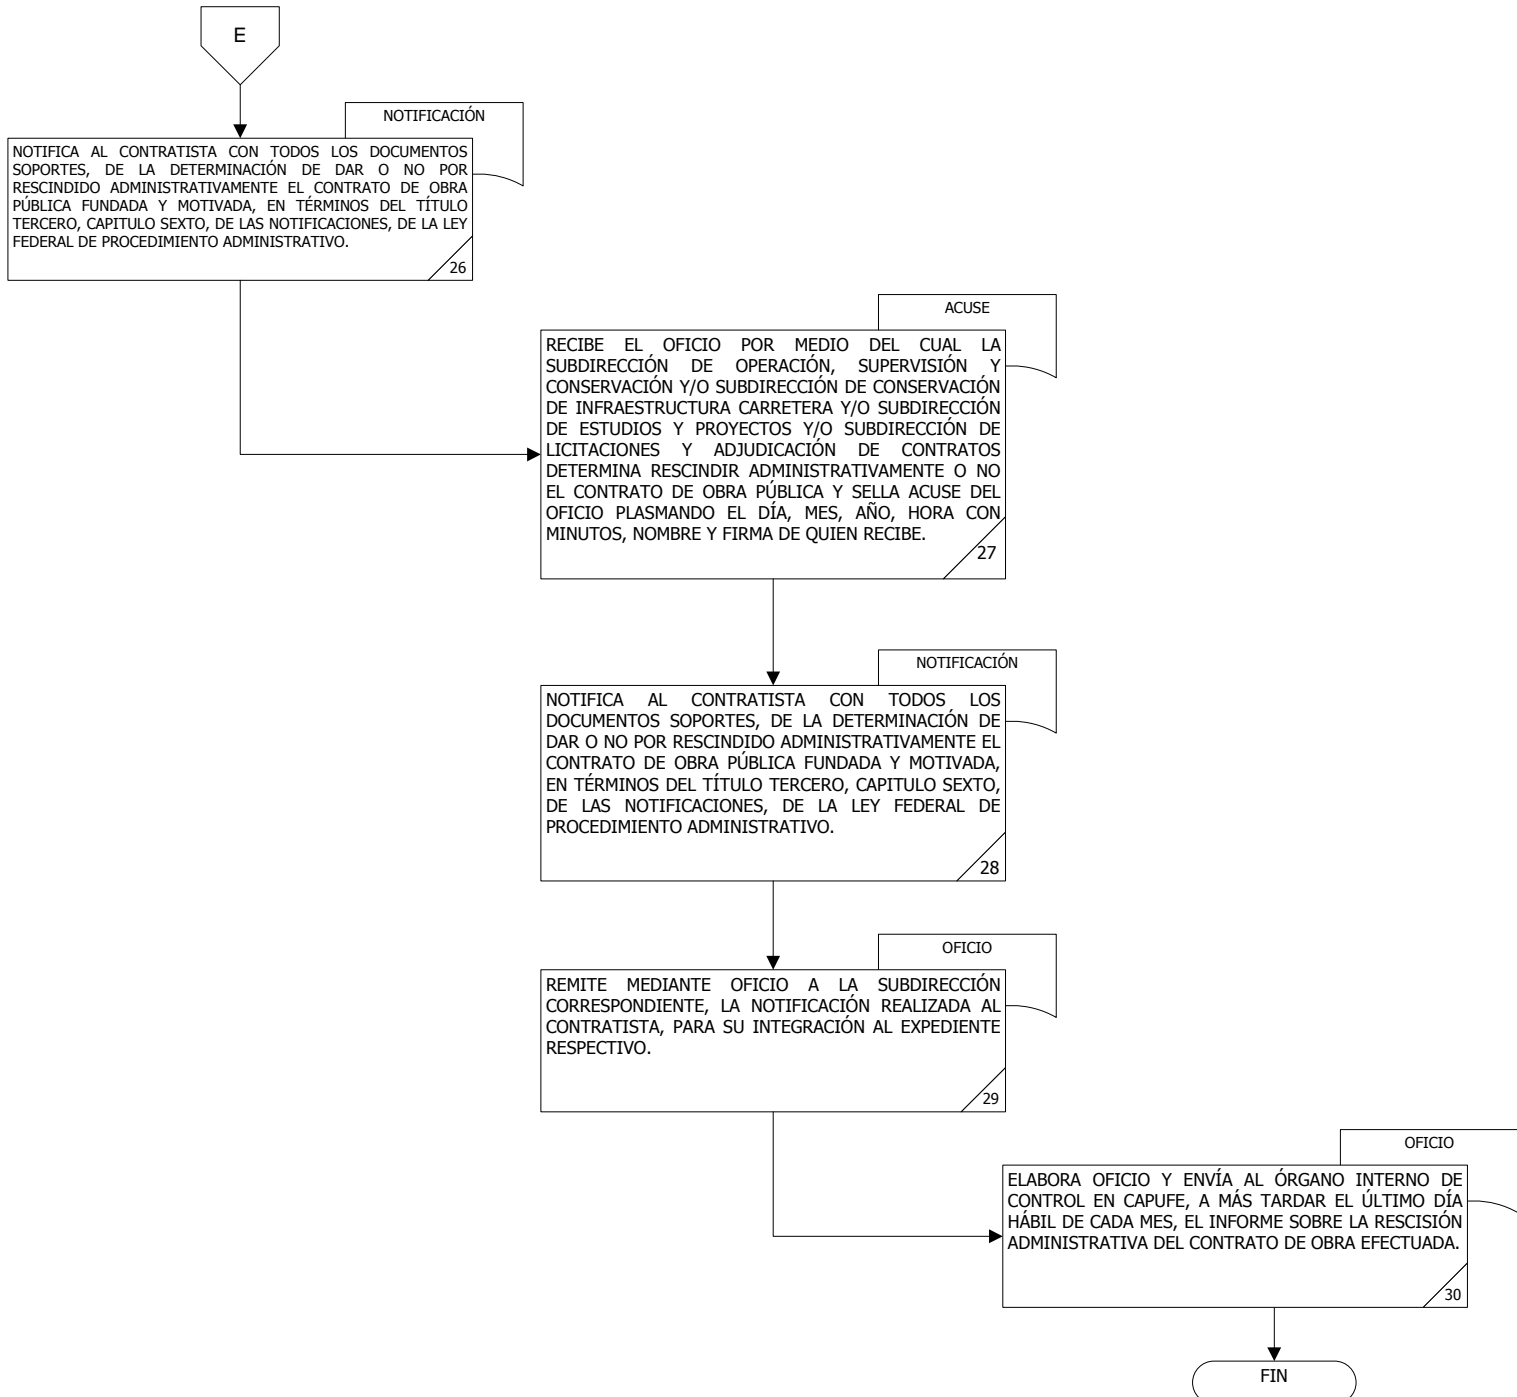 E
NOTIFICACIÓN
NOTIFICA AL CONTRATISTA CON TODOS LOS DOCUMENTOS
SOPORTES, DE LA DETERMINACIÓN DE DAR O NO POR
RESCINDIDO ADMINISTRATIVAMENTE EL CONTRATO DE OBRA
PÚBLICA FUNDADA Y MOTIVADA, EN TÉRMINOS DEL TÍTULO
TERCERO, CAPITULO SEXTO, DE LAS NOTIFICACIONES, DE LA LEY
FEDERAL DE PROCEDIMIENTO ADMINISTRATIVO.
26
ACUSE
RECIBE EL OFICIO POR MEDIO DEL CUAL LA
SUBDIRECCIÓN DE OPERACIÓN, SUPERVISIÓN Y
CONSERVACIÓN Y/O SUBDIRECCIÓN DE CONSERVACIÓN
DE INFRAESTRUCTURA CARRETERA Y/O SUBDIRECCIÓN
DE ESTUDIOS Y PROYECTOS Y/O SUBDIRECCIÓN DE
LICITACIONES Y ADJUDICACIÓN DE CONTRATOS
DETERMINA RESCINDIR ADMINISTRATIVAMENTE O NO
EL CONTRATO DE OBRA PÚBLICA Y SELLA ACUSE DEL
OFICIO PLASMANDO EL DÍA, MES, AÑO, HORA CON
MINUTOS, NOMBRE Y FIRMA DE QUIEN RECIBE.
27
NOTIFICACIÓN
NOTIFICA AL CONTRATISTA CON TODOS LOS
DOCUMENTOS SOPORTES, DE LA DETERMINACIÓN DE
DAR O NO POR RESCINDIDO ADMINISTRATIVAMENTE EL
CONTRATO DE OBRA PÚBLICA FUNDADA Y MOTIVADA,
EN TÉRMINOS DEL TÍTULO TERCERO, CAPITULO SEXTO,
DE LAS NOTIFICACIONES, DE LA LEY FEDERAL DE
PROCEDIMIENTO ADMINISTRATIVO.
28
OFICIO
REMITE MEDIANTE OFICIO A LA SUBDIRECCIÓN
CORRESPONDIENTE, LA NOTIFICACIÓN REALIZADA AL
CONTRATISTA, PARA SU INTEGRACIÓN AL EXPEDIENTE
RESPECTIVO.
29
OFICIO
ELABORA OFICIO Y ENVÍA AL ÓRGANO INTERNO DE
CONTROL EN CAPUFE, A MÁS TARDAR EL ÚLTIMO DÍA
HÁBIL DE CADA MES, EL INFORME SOBRE LA RESCISIÓN
ADMINISTRATIVA DEL CONTRATO DE OBRA EFECTUADA.
30
FIN